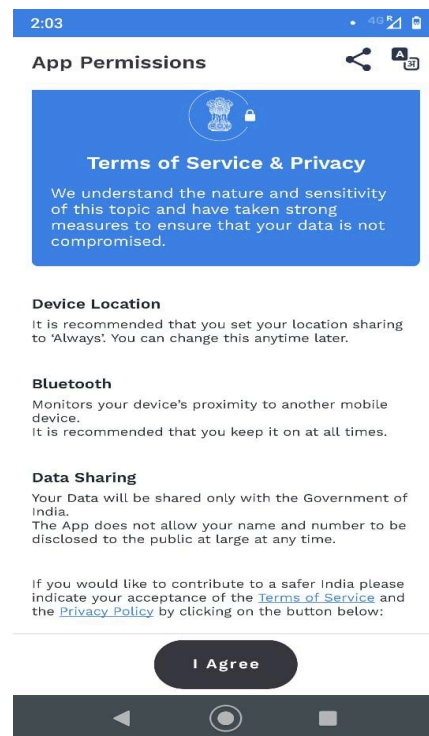 2:03
4G R
App Permissions
A अ
Terms of Service & Privacy
We understand the nature and sensitivity
of this topic and have taken strong
measures to ensure that your data is not
compromised.
Device Location
It is recommended that you set your location sharing
to ‘Always’. You can change this anytime later.
Bluetooth
Monitors your device’s proximity to another mobile
device.
It is recommended that you keep it on at all times.
Data Sharing
Your Data will be shared only with the Government of
India.
The App does not allow your name and number to be
disclosed to the public at large at any time.
If you would like to contribute to a safer India please
indicate your acceptance of the Terms of Service and
the Privacy Policy by clicking on the button below:
I Agree